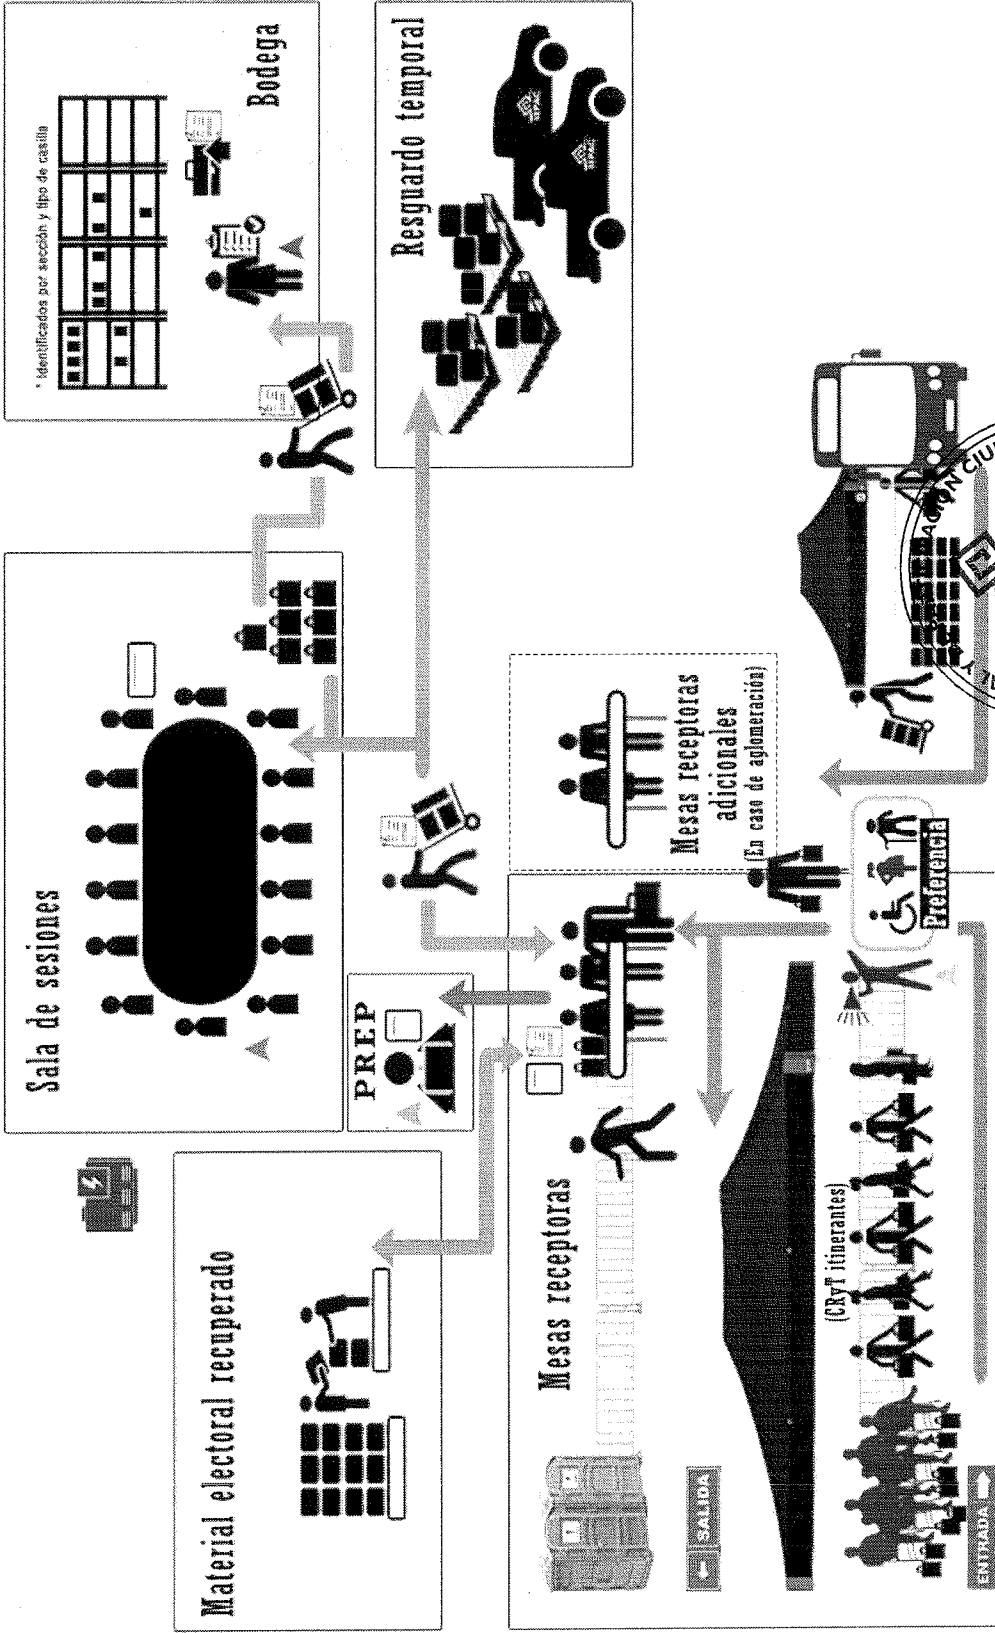 Sala de sesiones
* Identificados por sección y tipo de casilla
Bodega
Material electoral recuperado
PREP
Resguardo temporal
Mesas receptoras
Mesas receptoras
adicionales
(En caso de aglomeración)
← SALIDA
(CRyT itinerantes)
Preferencia
ENTRADA →